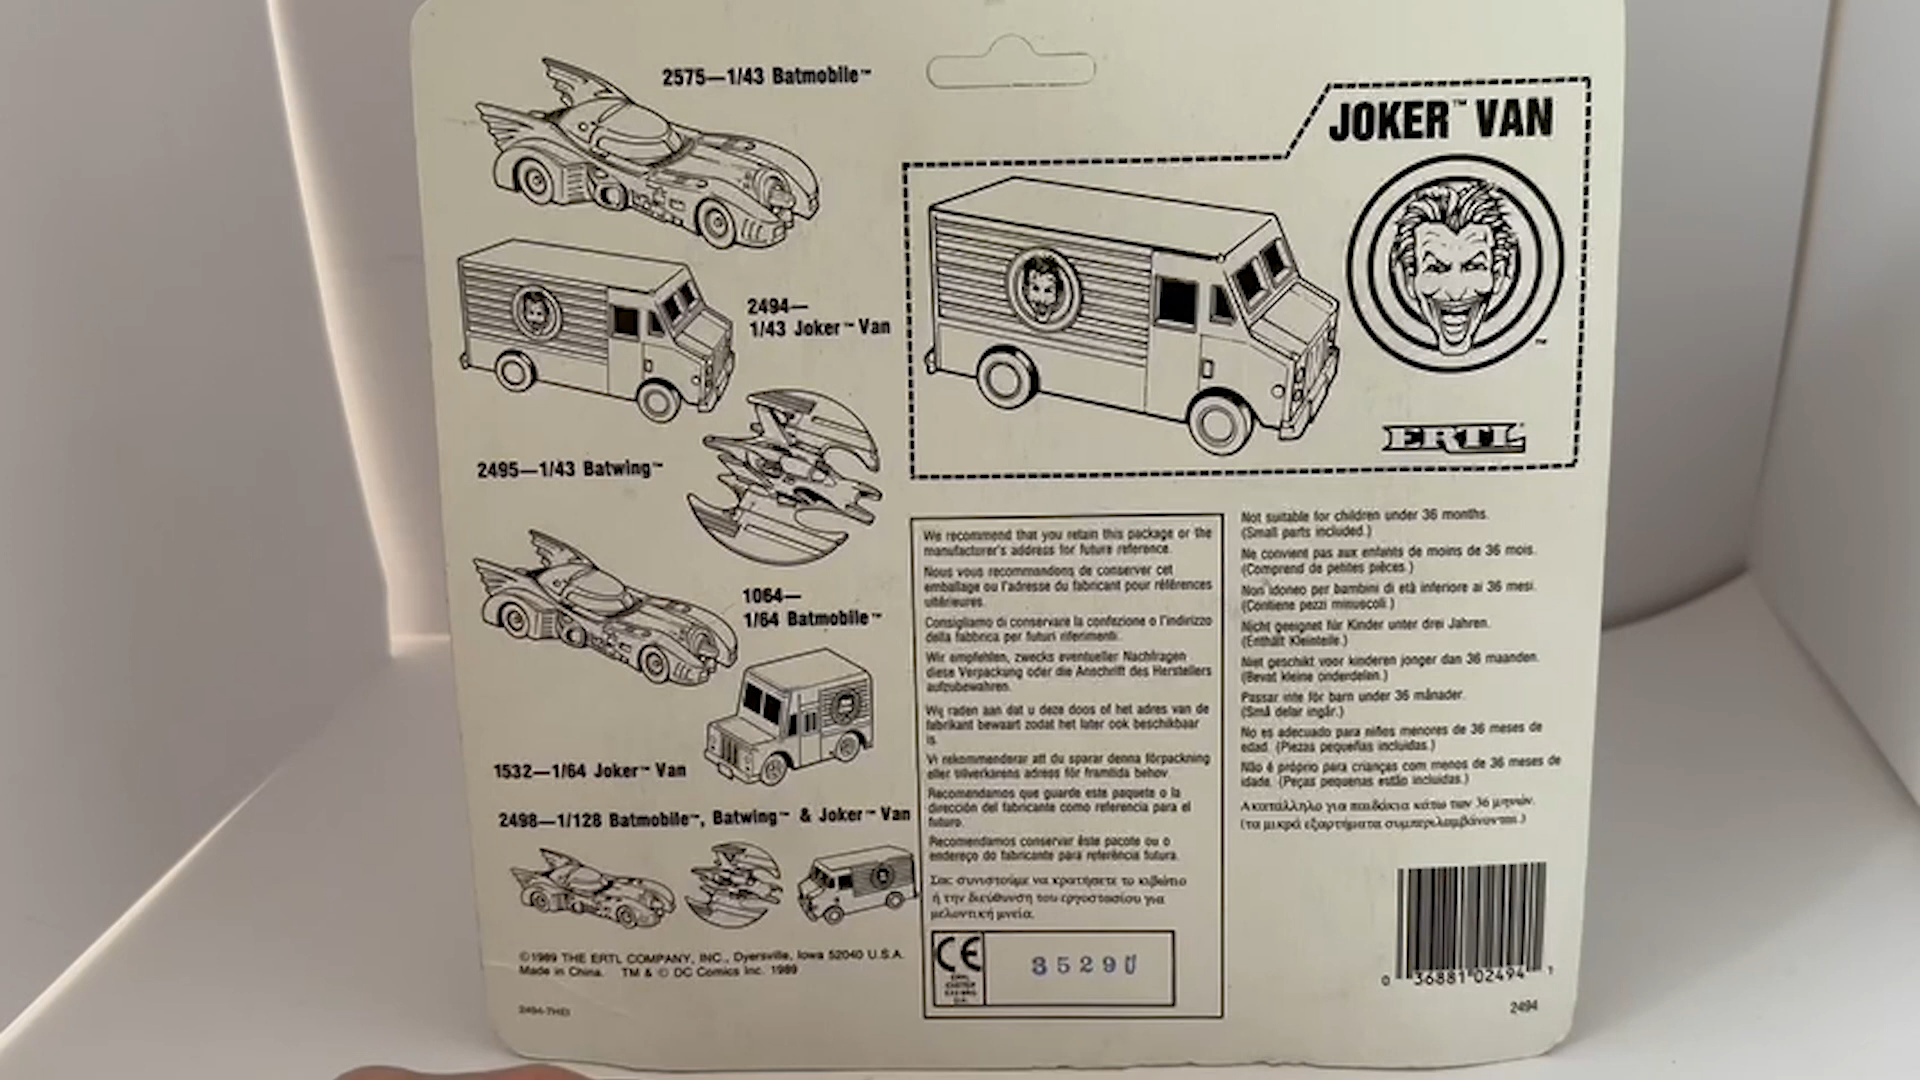 2575—1/43 Batmobile™
2494—
1/43 Joker™ Van
2495—1/43 Batwing™
1064—
1/64 Batmobile™
1532—1/64 Joker™ Van
2498—1/128 Batmobile™, Batwing™ & Joker™ Van
©1989 THE ERTL COMPANY, INC., Dyersville, Iowa 52040 U.S.A.
Made in China. TM & © DC Comics Inc. 1989
JOKER™ VAN
™
ERTL
We recommend that you retain this package or the
manufacturer's address for future reference.
Nous vous recommandons de conserver cet
emballage ou l'adresse du fabricant pour références
ultérieures.
Consigliamo di conservare la confezione o l'indirizzo
della fabbrica per futuri riferimenti.
Wir empfehlen, zwecks eventueller Nachfragen
diese Verpackung oder die Anschrift des Herstellers
aufzubewahren.
Wij raden aan dat u deze doos of het adres van de
fabrikant bewaart zodat het later ook beschikbaar
is.
Vi rekommenderar att du sparar denna förpackning
eller tillverkarens adress för framtida behov.
Recomendamos que guarde este paquete o la
dirección del fabricante como referencia para el
futuro.
Recomendamos conservar êste pacote ou o
endereço do fabricante para referência futura.
Σας συνιστούμε να κρατήσετε το κιβώτιο
ή την διεύθυνση του εργοστασίου για
μελοντική μνεία.
CE
35290
Not suitable for children under 36 months.
(Small parts included.)
Ne convient pas aux enfants de moins de 36 mois.
(Comprend de petites pièces.)
Non idoneo per bambini di età inferiore ai 36 mesi.
(Contiene pezzi minuscoli.)
Nicht geeignet für Kinder unter drei Jahren.
(Enthält Kleinteile.)
Niet geschikt voor kinderen jonger dan 36 maanden.
(Bevat kleine onderdelen.)
Passar inte för barn under 36 månader.
(Små delar ingår.)
No es adecuado para niños menores de 36 meses de
edad. (Piezas pequeñas incluidas.)
Não é próprio para crianças com menos de 36 meses de
idade. (Peças pequenas estão incluidas.)
Ακατάλληλο για παιδάκια κάτω των 36 μηνών.
(τα μικρά εξαρτήματα συμπεριλαμβάνονται.)
0 36881 02494 1
2494